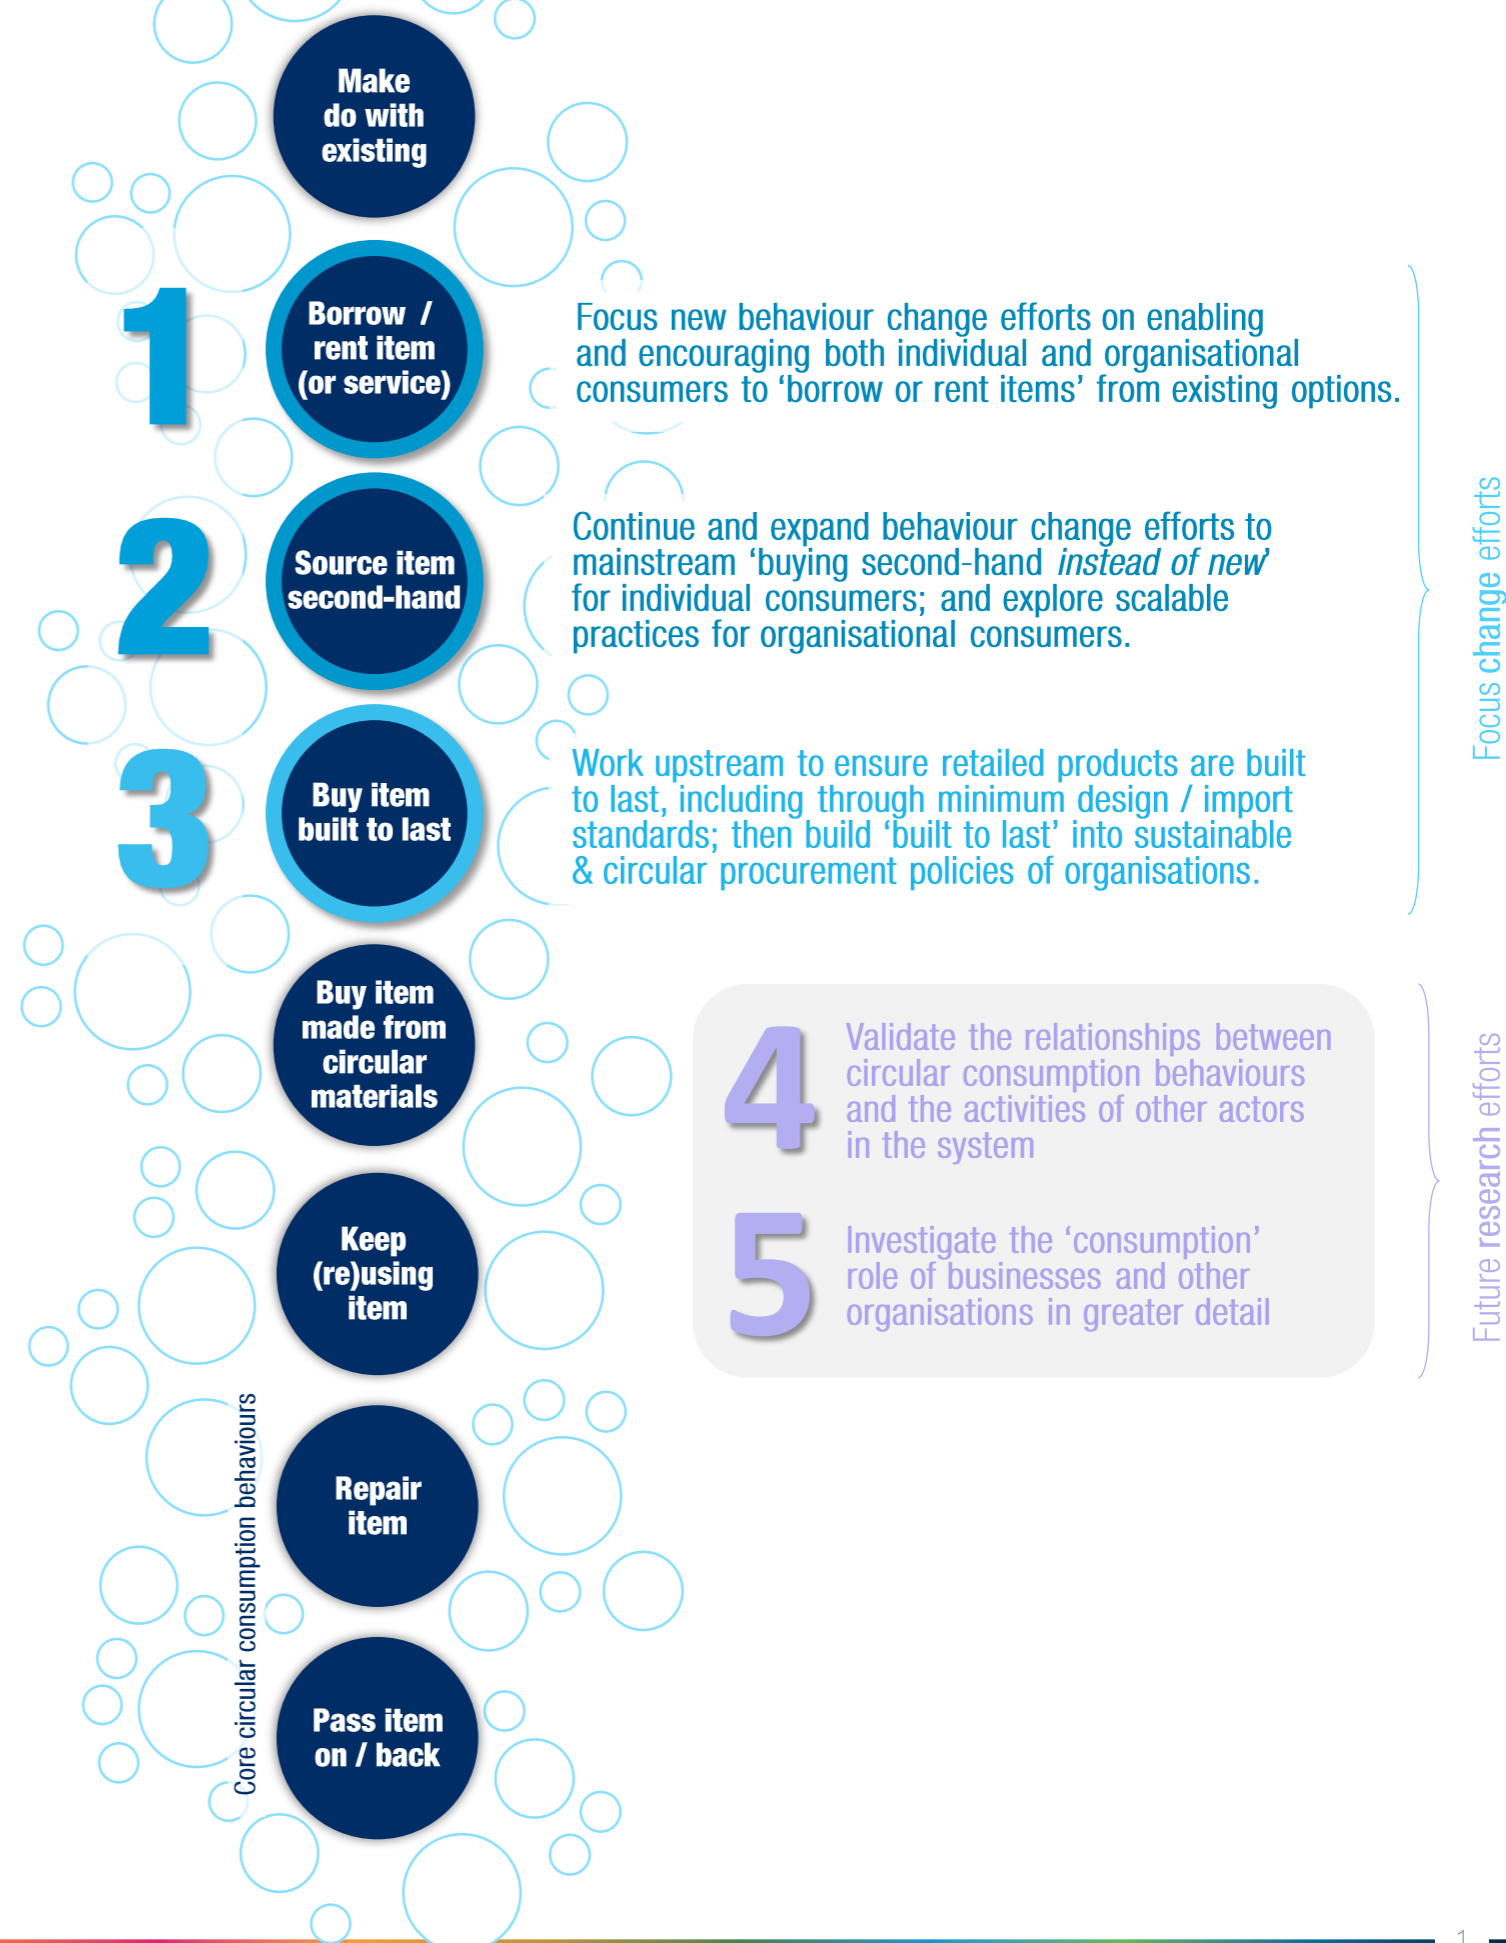 Make
do with
existing
1
Borrow /
rent item
(or service)
Focus new behaviour change efforts on enabling
and encouraging both individual and organisational
consumers to ‘borrow or rent items’ from existing options.
2
Source item
second-hand
Continue and expand behaviour change efforts to
mainstream ‘buying second-hand instead of new’
for individual consumers; and explore scalable
practices for organisational consumers.
3
Buy item
built to last
Work upstream to ensure retailed products are built
to last, including through minimum design / import
standards; then build ‘built to last’ into sustainable
& circular procurement policies of organisations.
Focus change efforts
Buy item
made from
circular
materials
4
Validate the relationships between
circular consumption behaviours
and the activities of other actors
in the system
Keep
(re)using
item
5
Investigate the ‘consumption’
role of businesses and other
organisations in greater detail
Future research efforts
Repair
item
Pass item
on / back
Core circular consumption behaviours
1